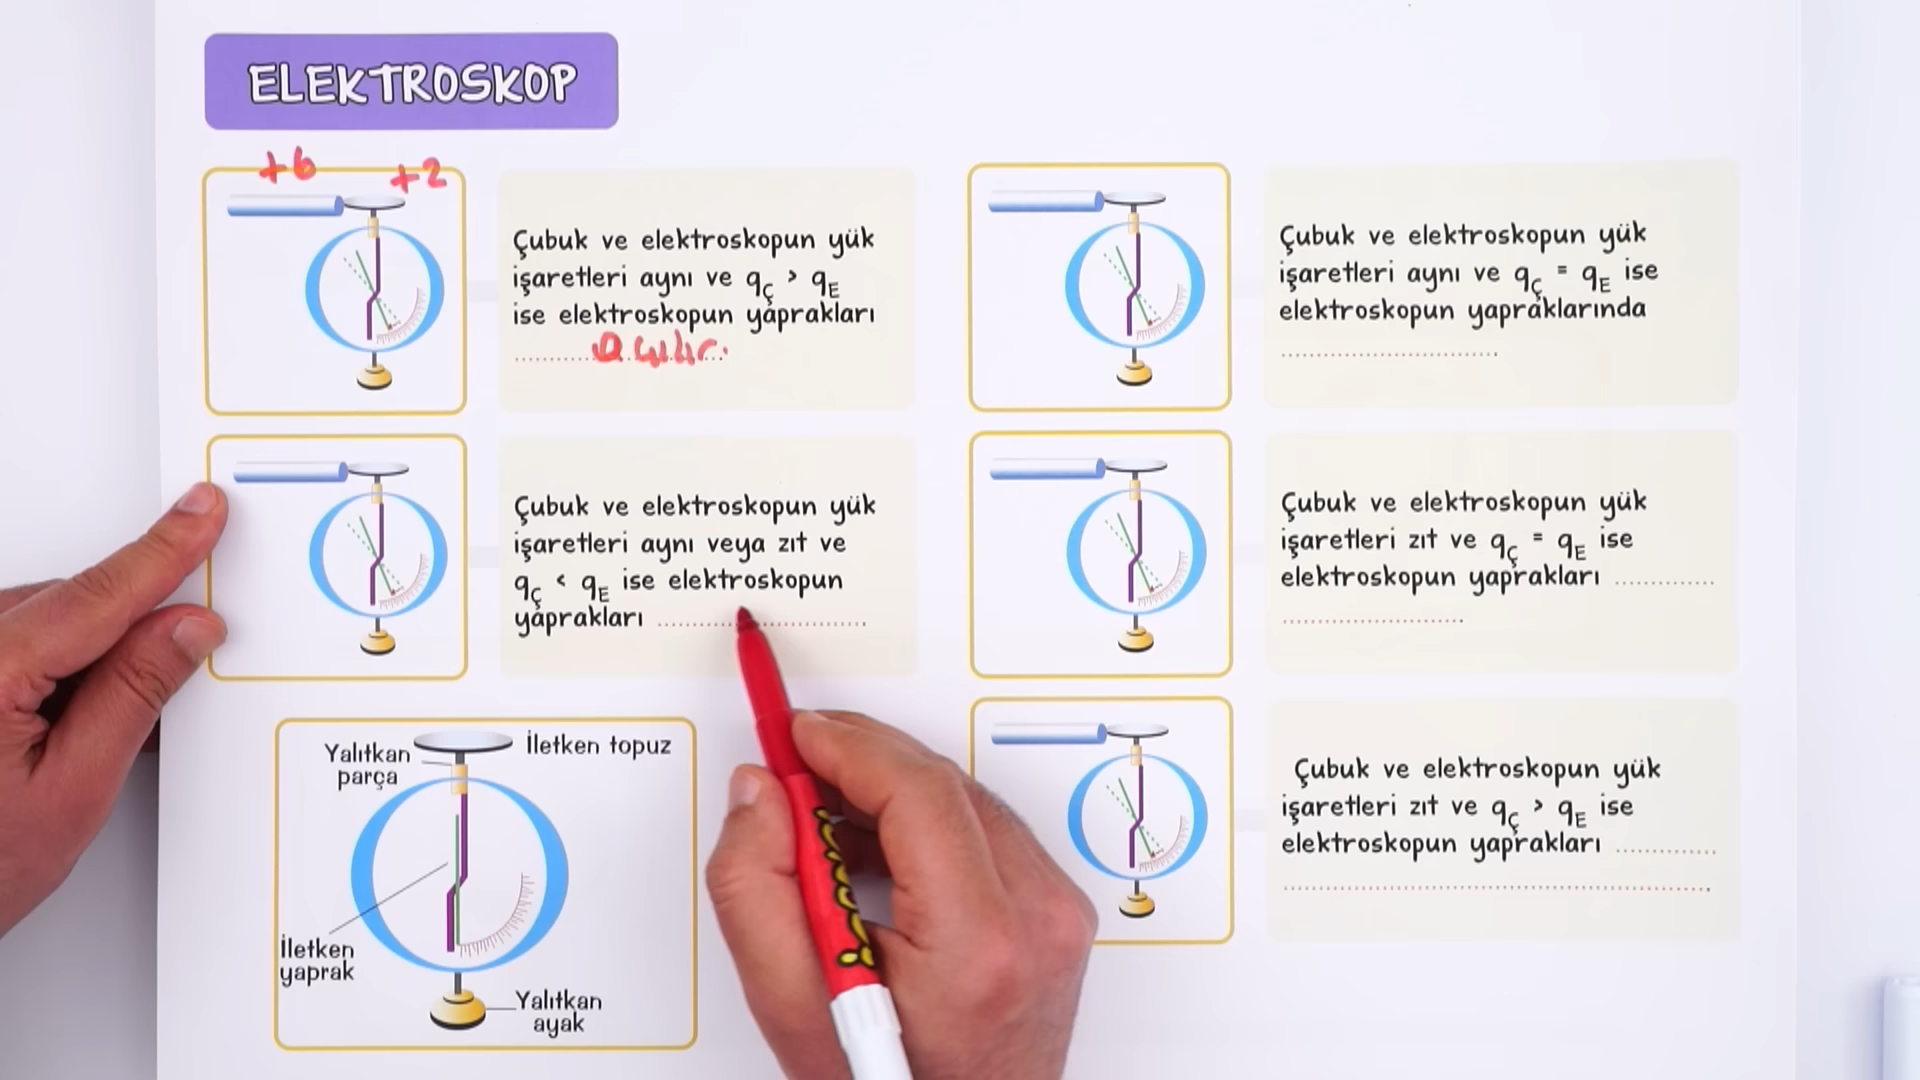 ELEKTROSKOP
+6
+2
Çubuk ve elektroskopun yük
işaretleri aynı ve qÇ > qE
ise elektroskopun yaprakları
açılır.
Çubuk ve elektroskopun yük
işaretleri aynı ve qÇ = qE ise
elektroskopun yapraklarında
Çubuk ve elektroskopun yük
işaretleri aynı veya zıt ve
qÇ < qE ise elektroskopun
yaprakları
Çubuk ve elektroskopun yük
işaretleri zıt ve qÇ = qE ise
elektroskopun yaprakları
Yalıtkan
parça
İletken topuz
İletken
yaprak
Yalıtkan
ayak
Çubuk ve elektroskopun yük
işaretleri zıt ve qÇ > qE ise
elektroskopun yaprakları